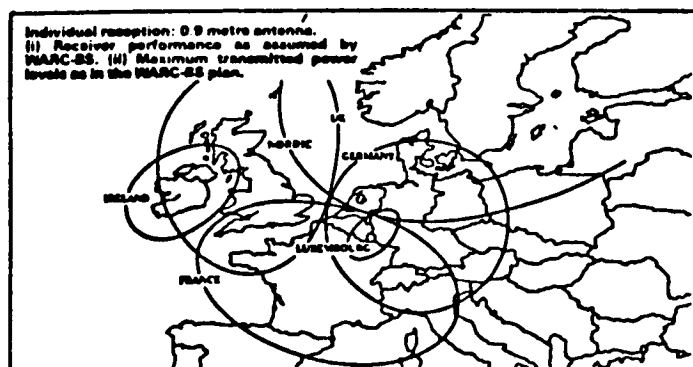 Individual reception: 0.9 metre antenna.
(i) Receiver performance as assumed by
WARC-BS. (ii) Maximum transmitted power
levels as in the WARC-BS plan.
UK
NORDIC
GERMANY
IRELAND
LUXEMBOURG
FRANCE